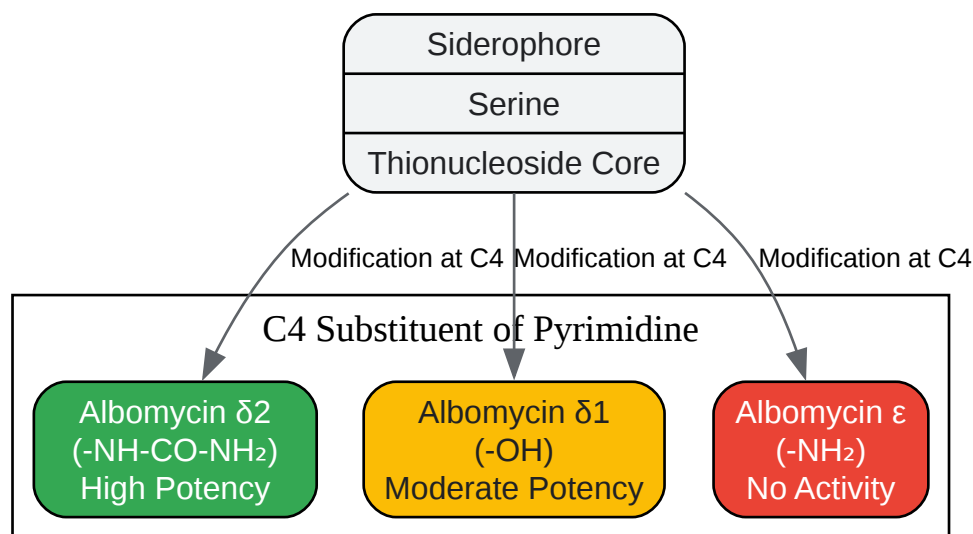 Siderophore
Serine
Thionucleoside Core
Modification at C4
Modification at C4
Modification at C4
C4 Substituent of Pyrimidine
Albomycin δ2
(-NH-CO-NH₂)
High Potency
Albomycin δ1
(-OH)
Moderate Potency
Albomycin ε
(-NH₂)
No Activity